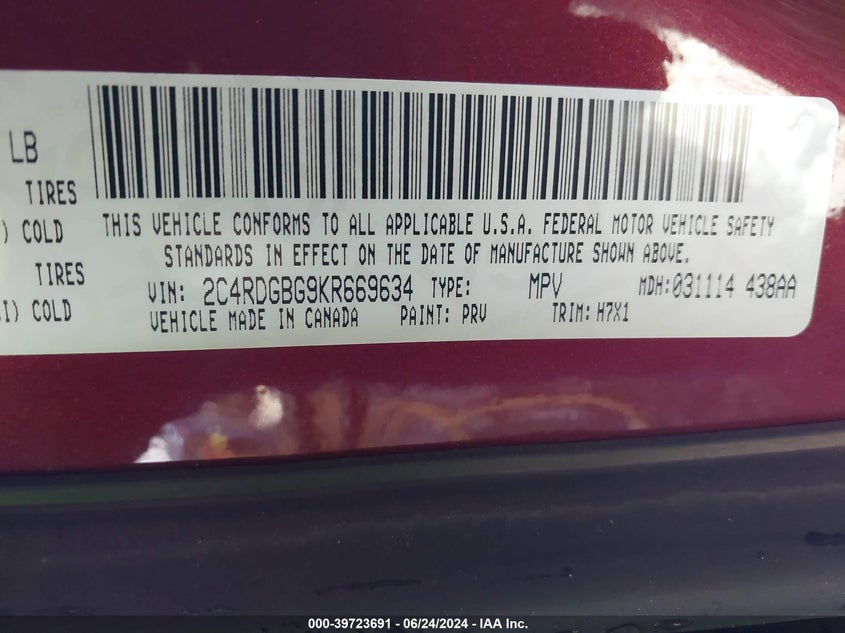 LB
TIRES
) COLD
TIRES
I) COLD
THIS VEHICLE CONFORMS TO ALL APPLICABLE U.S.A. FEDERAL MOTOR VEHICLE SAFETY
STANDARDS IN EFFECT ON THE DATE OF MANUFACTURE SHOWN ABOVE.
VIN: 2C4RDGBG9KR669634 TYPE: MPV MDH:031114 438AA
VEHICLE MADE IN CANADA PAINT: PRV TRIM: H7X1
000-39723691 - 06/24/2024 - IAA Inc.